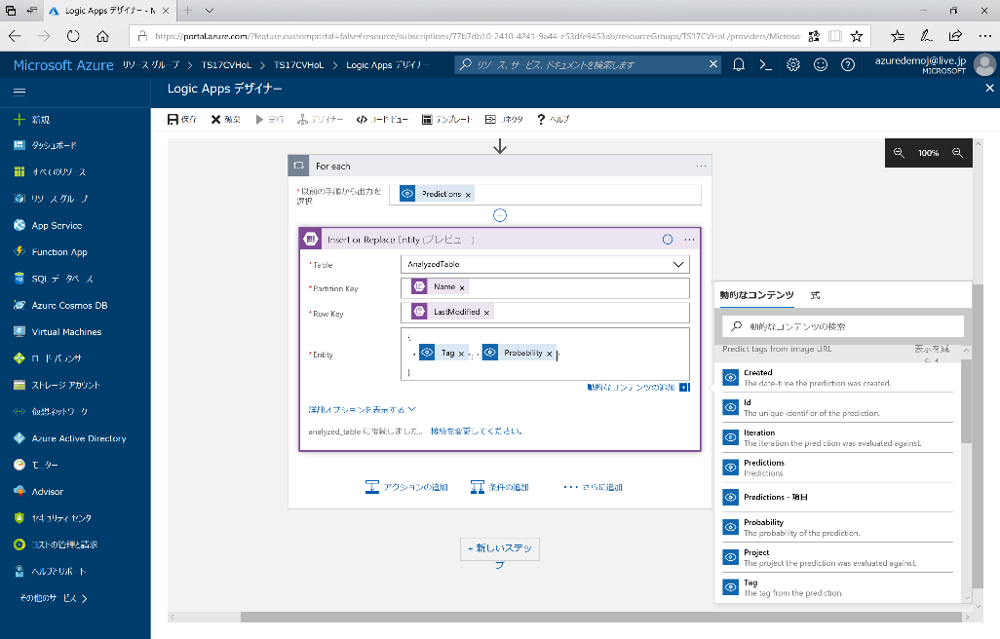 Logic Apps デザイナー - M
https://portal.azure.com/?feature.customportal=false#resource/subscriptions/77b7db10-2410-4241-9a44-e53dfe9453ab/resourceGroups/TS17CVHoL/providers/Microsoft
Microsoft Azure リソース グループ > TS17CVHoL > TS17CVHoL > Logic Apps デザイナー
リソース、サービス、ドキュメントを検索します
azuredemoj@live.jp
MICROSOFT
Logic Apps デザイナー
新規
ダッシュボード
すべてのリソース
リソース グループ
App Service
Function App
SQL データベース
Azure Cosmos DB
Virtual Machines
ロード バランサー
ストレージ アカウント
仮想ネットワーク
Azure Active Directory
モニター
Advisor
セキュリティ センター
コストの管理と請求
ヘルプとサポート
その他のサービス >
保存 破棄 実行 デザイナー コード ビュー テンプレート コネクタ ? ヘルプ
100%
For each
*以前の手順から出力を
選択
Predictions x
Insert or Replace Entity (プレビュー)
*Table AnalyzedTable
*Partition Key Name x
*Row Key LastModified x
*Entity
{
" Tag x ": " Probability x "
}
動的なコンテンツの追加
詳細オプションを表示する
analyzed_table に接続しました。 接続を変更してください。
アクションの追加 条件の追加 ··· さらに追加
+ 新しいステッ
プ
動的なコンテンツ 式
動的なコンテンツの検索
Predict tags from image URL 表示を減
Created
The date-time the prediction was created.
Id
The unique identifier of the prediction.
Iteration
The iteration the prediction was evaluated against.
Predictions
Predictions
Predictions - 項目
Probability
The probability of the prediction.
Project
The project the prediction was evaluated against.
Tag
The tag from the prediction.